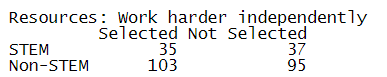 Resources: Work harder independently
Selected Not Selected
STEM 35 37
Non-STEM 103 95